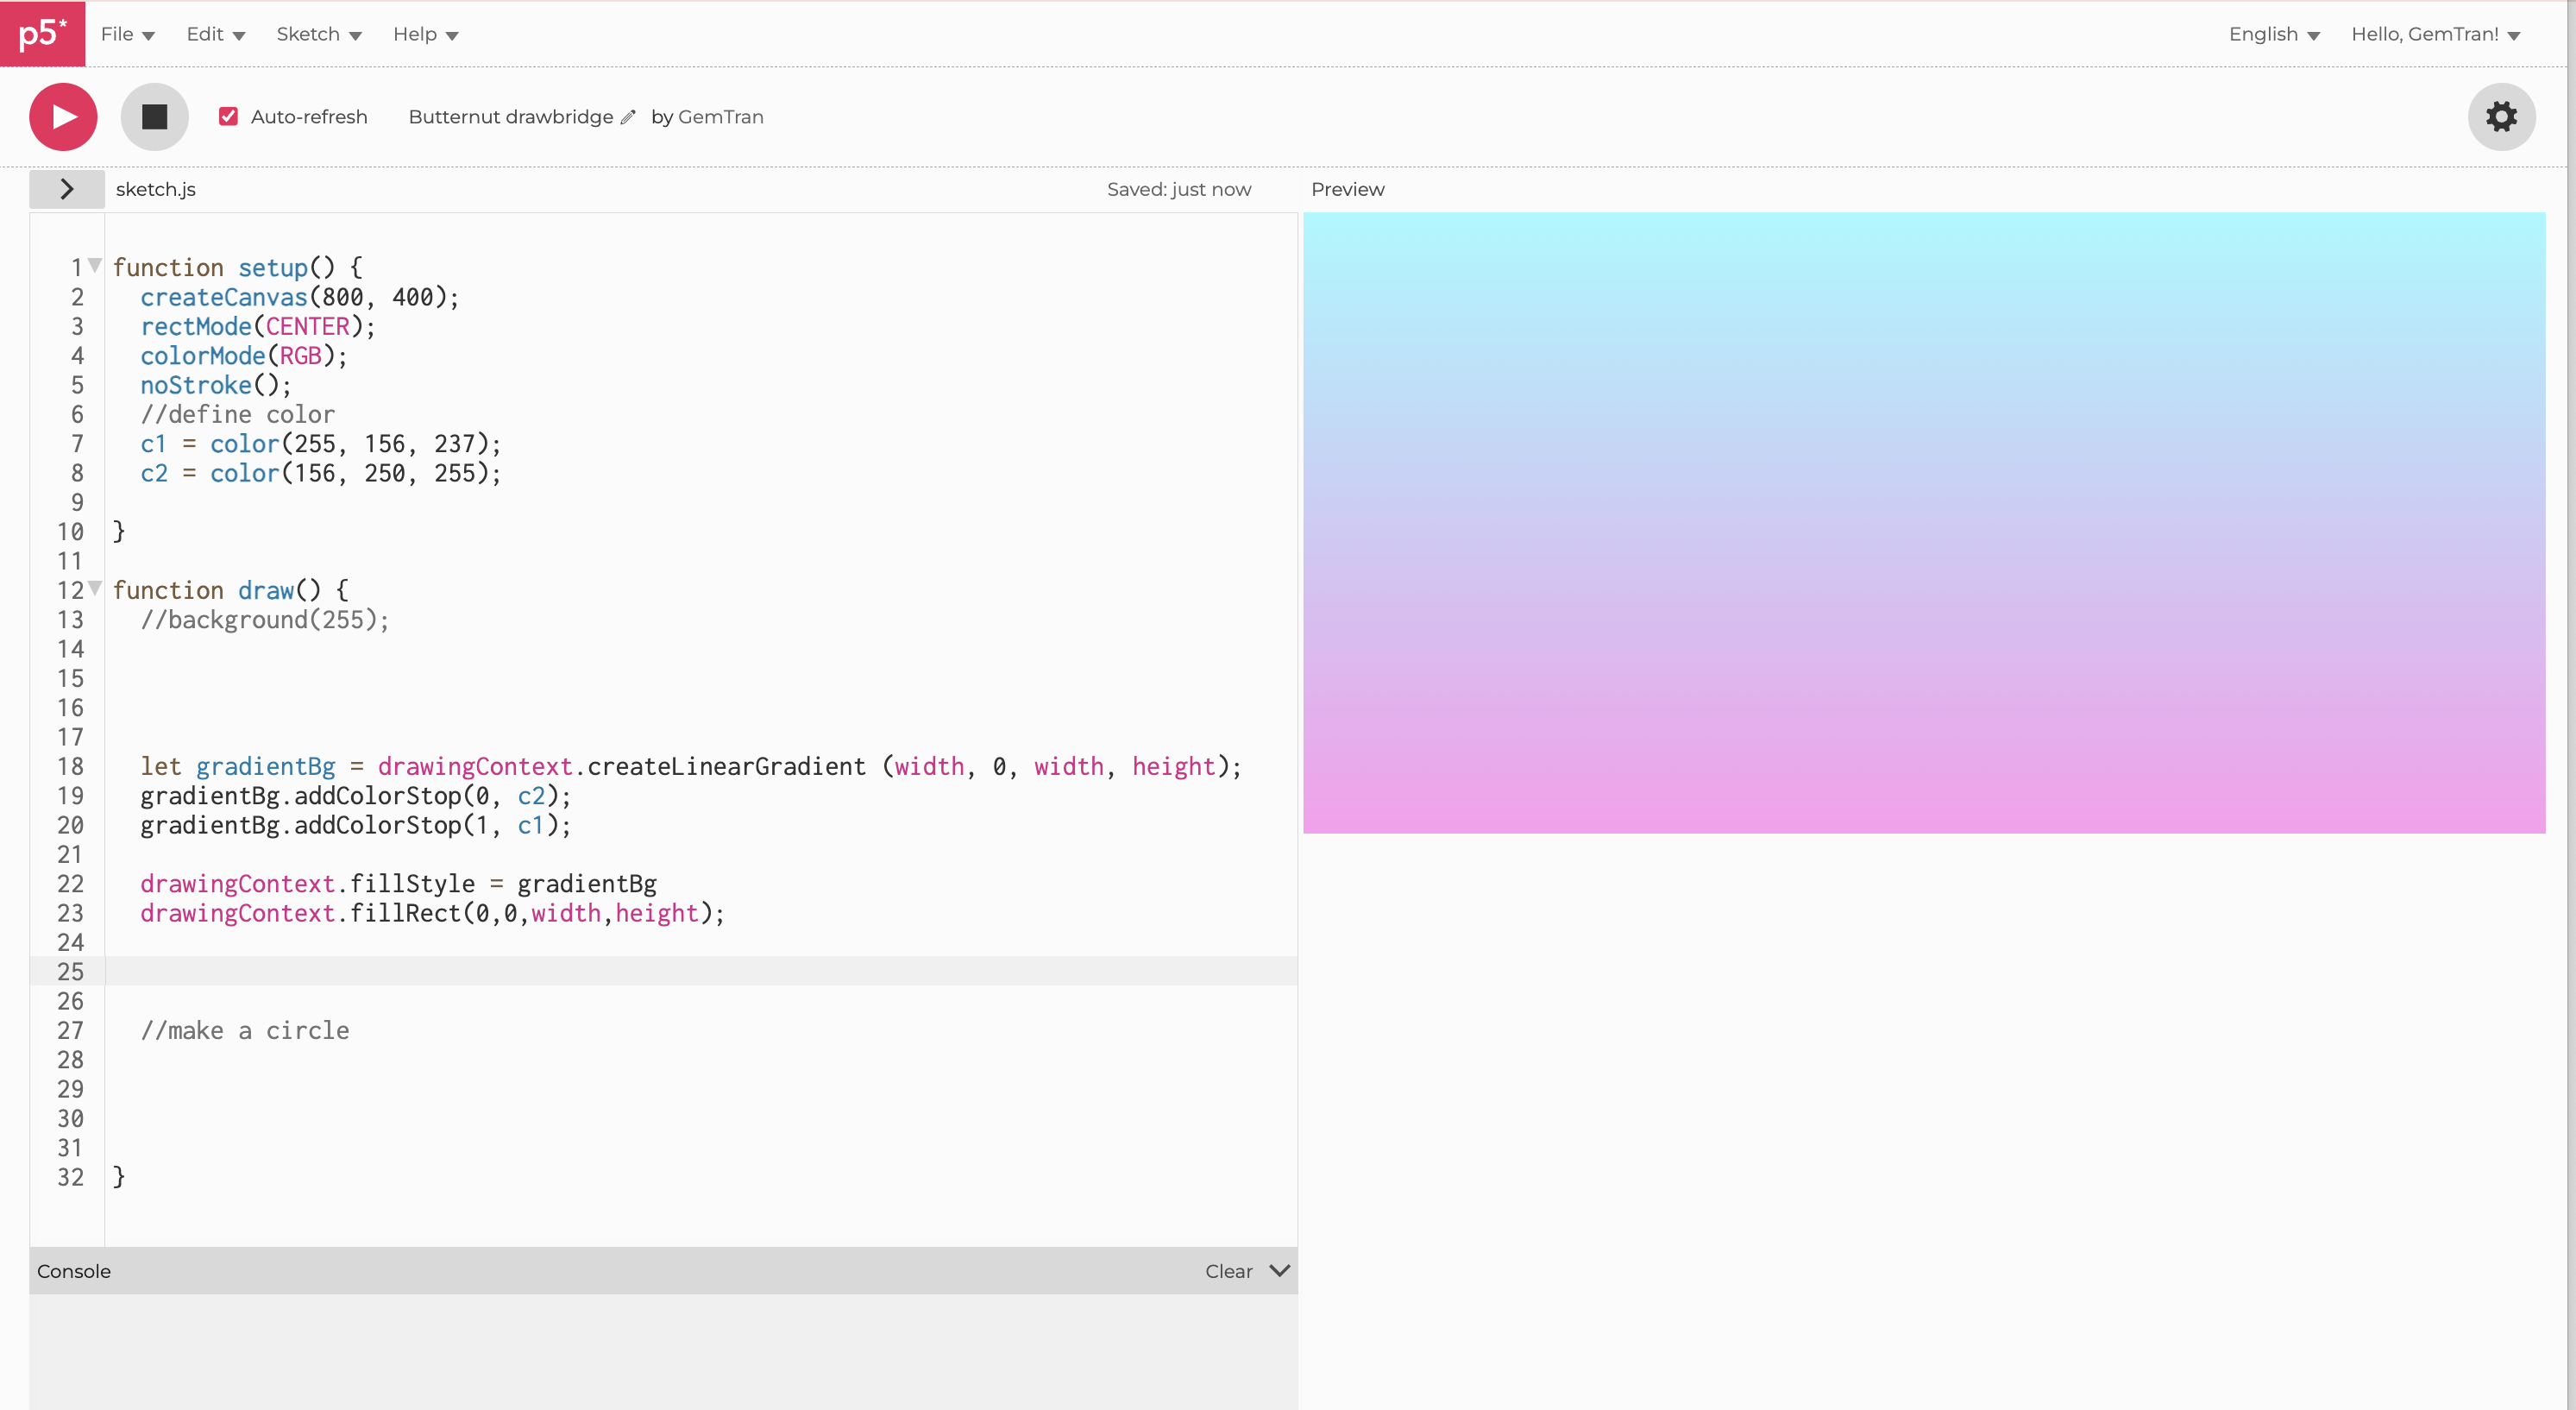 p5* File Edit Sketch Help English Hello, GemTran!
Auto-refresh Butternut drawbridge by GemTran
sketch.js Saved: just now Preview
1 function setup() {
2 createCanvas(800, 400);
3 rectMode(CENTER);
4 colorMode(RGB);
5 noStroke();
6 //define color
7 c1 = color(255, 156, 237);
8 c2 = color(156, 250, 255);
9
10 }
11
12 function draw() {
13 //background(255);
14
15
16
17
18 let gradientBg = drawingContext.createLinearGradient (width, 0, width, height);
19 gradientBg.addColorStop(0, c2);
20 gradientBg.addColorStop(1, c1);
21
22 drawingContext.fillStyle = gradientBg
23 drawingContext.fillRect(0,0,width,height);
24
25
26
27 //make a circle
28
29
30
31
32 }
Console Clear